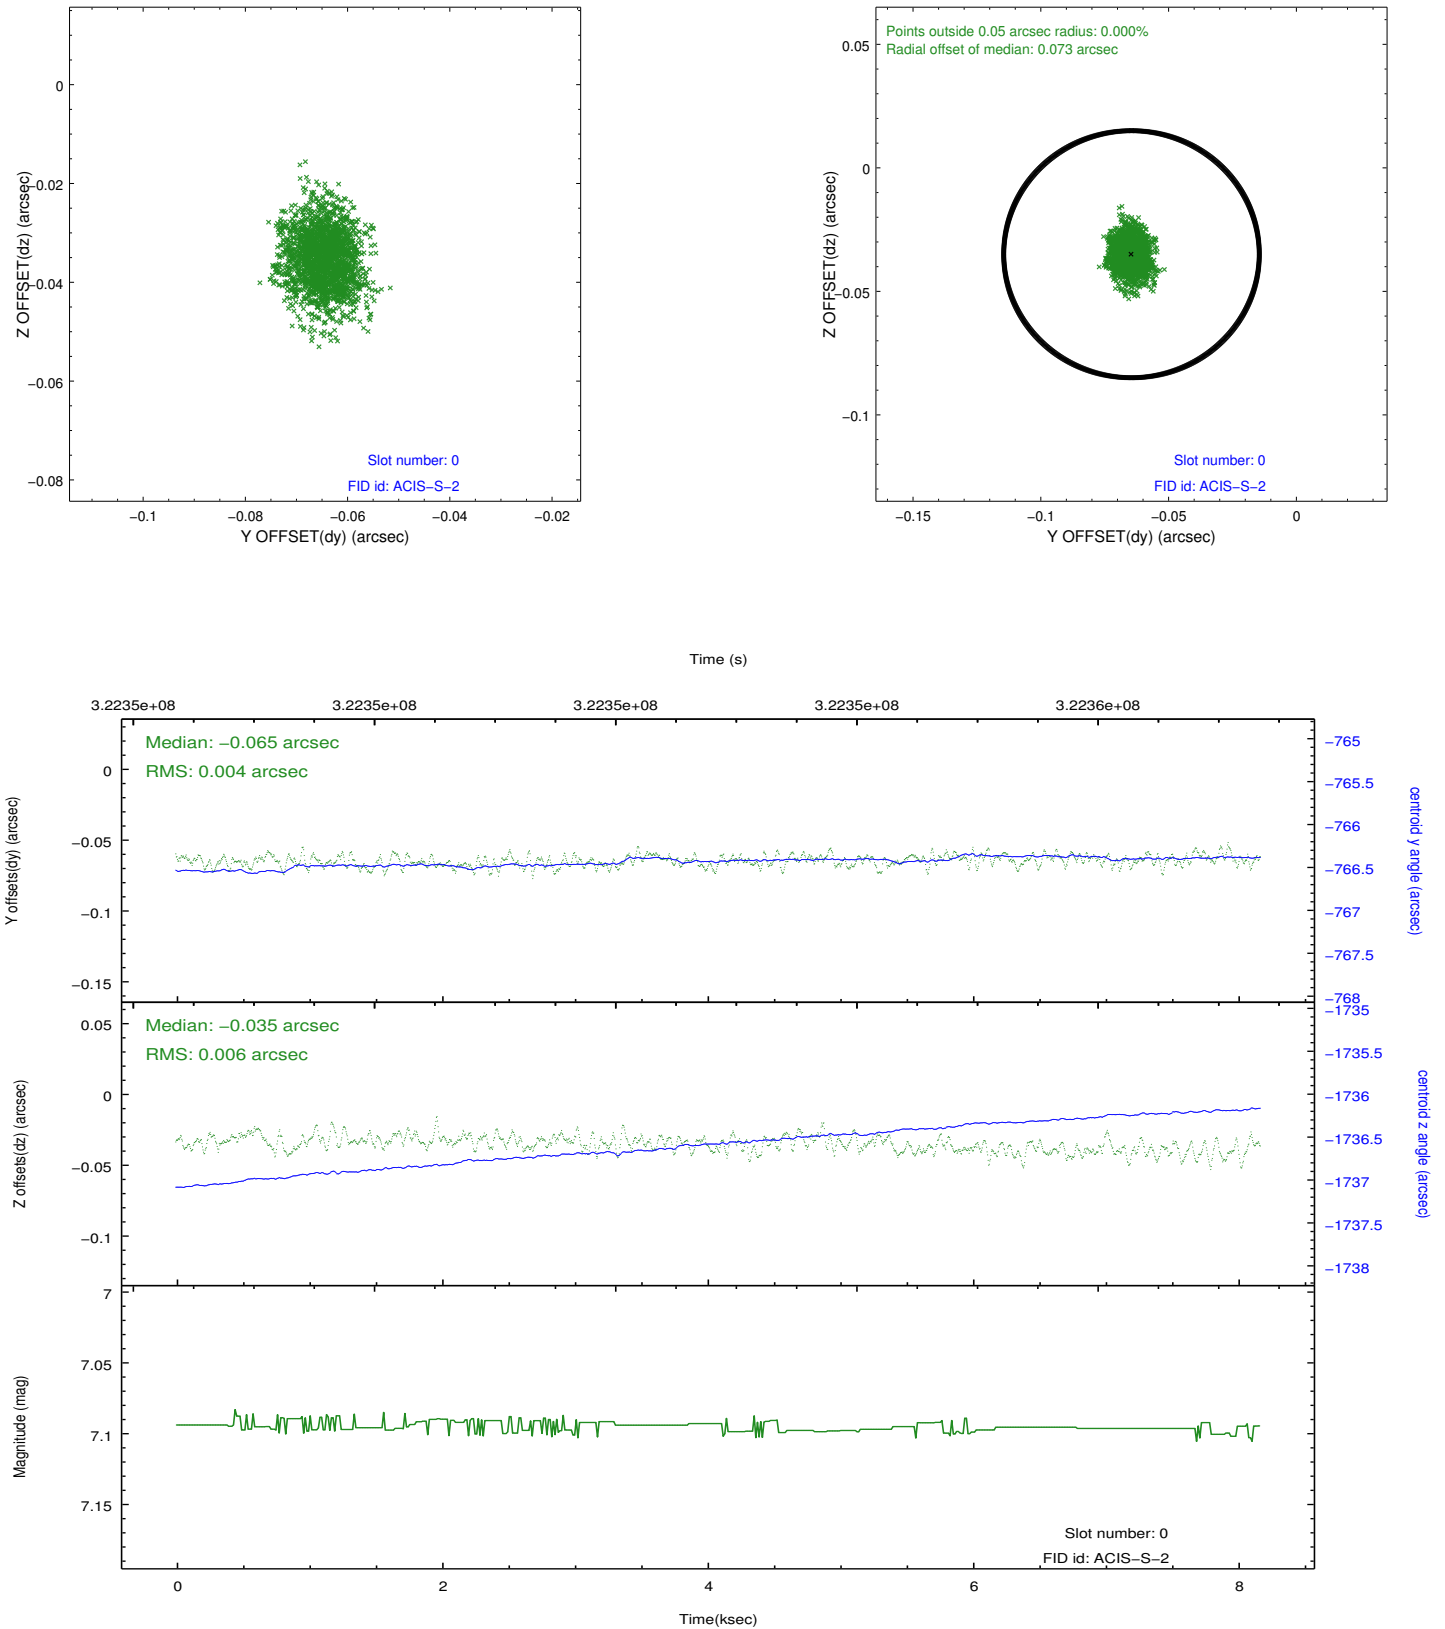 0
−0.02
−0.04
−0.06
−0.08
Z OFFSET(dz) (arcsec)
Slot number: 0
FID id: ACIS−S−2
−0.1
−0.08
−0.06
−0.04
−0.02
Y OFFSET(dy) (arcsec)
Points outside 0.05 arcsec radius: 0.000%
Radial offset of median: 0.073 arcsec
0.05
0
−0.05
−0.1
Z OFFSET(dz) (arcsec)
Slot number: 0
FID id: ACIS−S−2
−0.15
−0.1
−0.05
0
Y OFFSET(dy) (arcsec)
Time (s)
3.2235e+08
3.2235e+08
3.2235e+08
3.2235e+08
3.2236e+08
Median: −0.065 arcsec
RMS: 0.004 arcsec
0
−0.05
−0.1
−0.15
Y offsets(dy) (arcsec)
−765
−765.5
−766
−766.5
−767
−767.5
−768
centroid y angle (arcsec)
Median: −0.035 arcsec
RMS: 0.006 arcsec
0.05
0
−0.05
−0.1
Z offsets(dz) (arcsec)
−1735
−1735.5
−1736
−1736.5
−1737
−1737.5
−1738
centroid z angle (arcsec)
7
7.05
7.1
7.15
Magnitude (mag)
Slot number: 0
FID id: ACIS−S−2
0
2
4
6
8
Time(ksec)